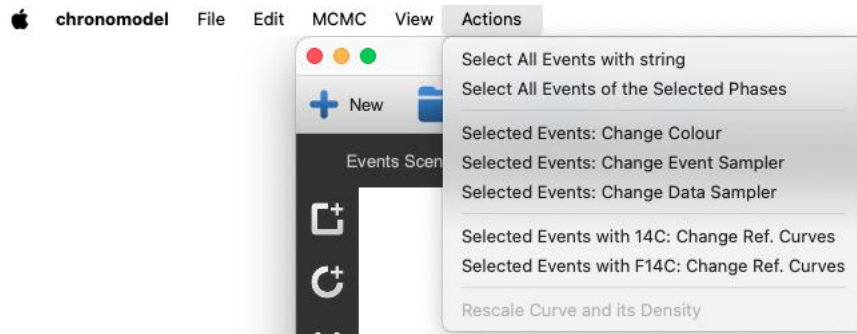 chronomodel File Edit MCMC View Actions
Select All Events with string
Select All Events of the Selected Phases
New
Selected Events: Change Colour
Selected Events: Change Event Sampler
Events Scen
Selected Events: Change Data Sampler
Selected Events with 14C: Change Ref. Curves
Selected Events with F14C: Change Ref. Curves
Rescale Curve and its Density